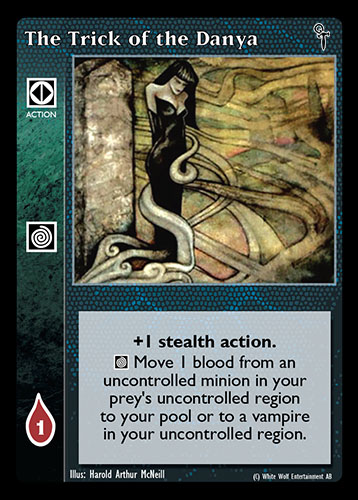 The Trick of the Danya
ACTION
+1 stealth action.
Move 1 blood from an
uncontrolled minion in your
prey's uncontrolled region
to your pool or to a vampire
in your uncontrolled region.
1
Illus: Harold Arthur McNeill
(C) White Wolf Entertainment AB